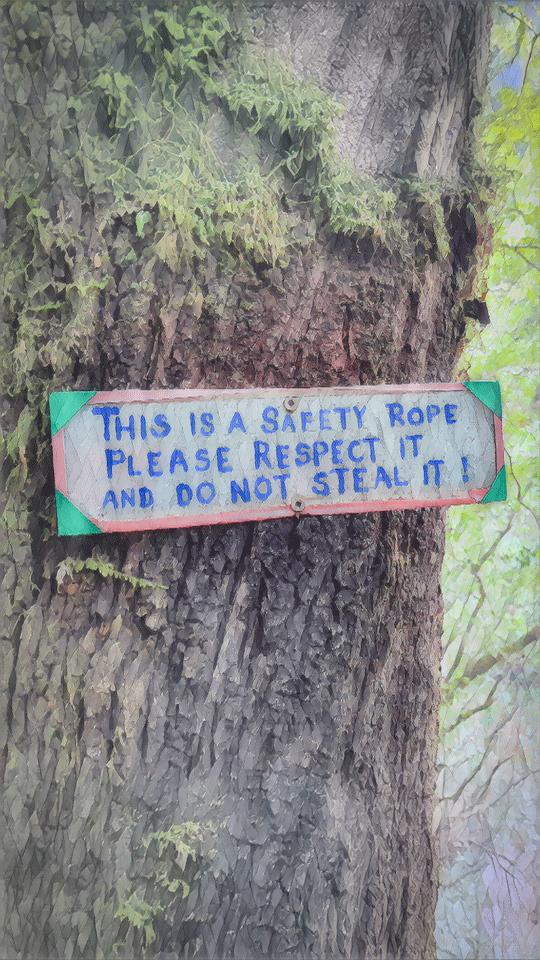 THIS IS A SAFETY ROPE
PLEASE RESPECT IT
AND DO NOT STEAL IT !